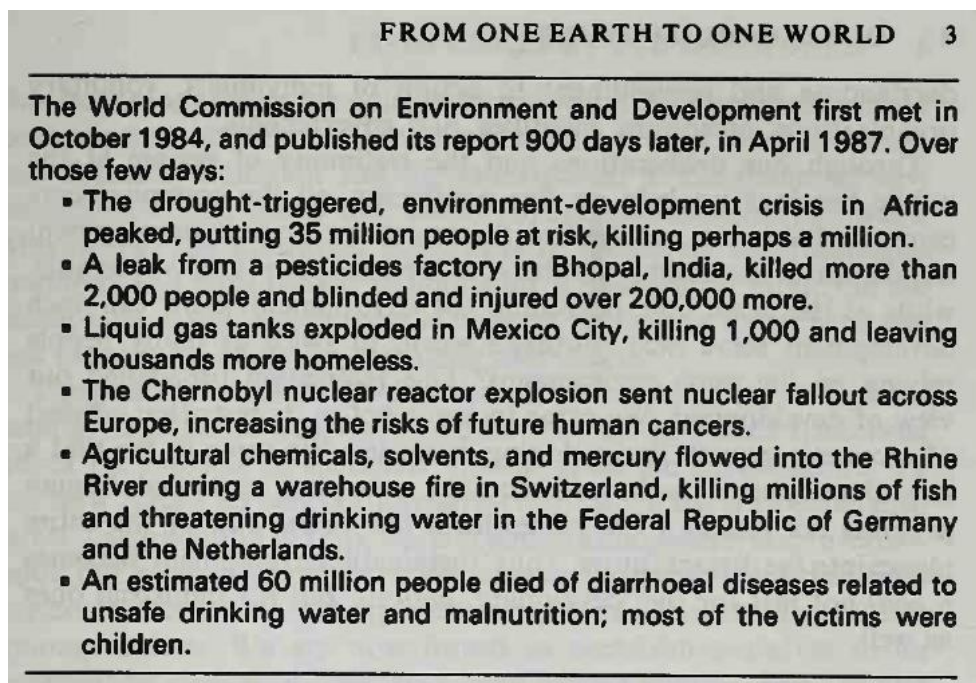 FROM ONE EARTH TO ONE WORLD 3
The World Commission on Environment and Development first met in
October 1984, and published its report 900 days later, in April 1987. Over
those few days:
▪ The drought-triggered, environment-development crisis in Africa
peaked, putting 35 million people at risk, killing perhaps a million.
▪ A leak from a pesticides factory in Bhopal, India, killed more than
2,000 people and blinded and injured over 200,000 more.
▪ Liquid gas tanks exploded in Mexico City, killing 1,000 and leaving
thousands more homeless.
▪ The Chernobyl nuclear reactor explosion sent nuclear fallout across
Europe, increasing the risks of future human cancers.
▪ Agricultural chemicals, solvents, and mercury flowed into the Rhine
River during a warehouse fire in Switzerland, killing millions of fish
and threatening drinking water in the Federal Republic of Germany
and the Netherlands.
▪ An estimated 60 million people died of diarrhoeal diseases related to
unsafe drinking water and malnutrition; most of the victims were
children.